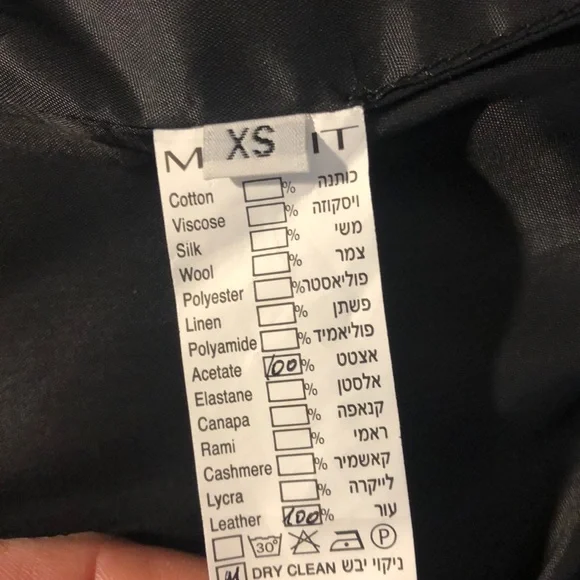 XS
M IT
Cotton % כותנה
Viscose % ויסקוזה
Silk % משי
Wool % צמר
Polyester % פוליאסטר
Linen % פשתן
Polyamide % פוליאמיד
Acetate 100% אצטט
Elastane % אלסטן
Canapa % קנאפה
Rami % ראמי
Cashmere % קאשמיר
Lycra % לייקרה
Leather 100% עור
30° P
DRY CLEAN ניקוי יבש